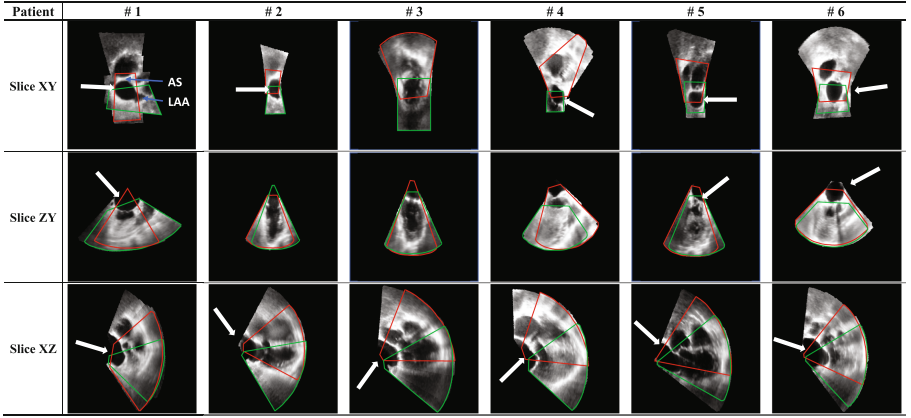 Patient # 1 # 2 # 3 # 4 # 5 # 6
Slice XY
AS
LAA
Slice ZY
Slice XZ